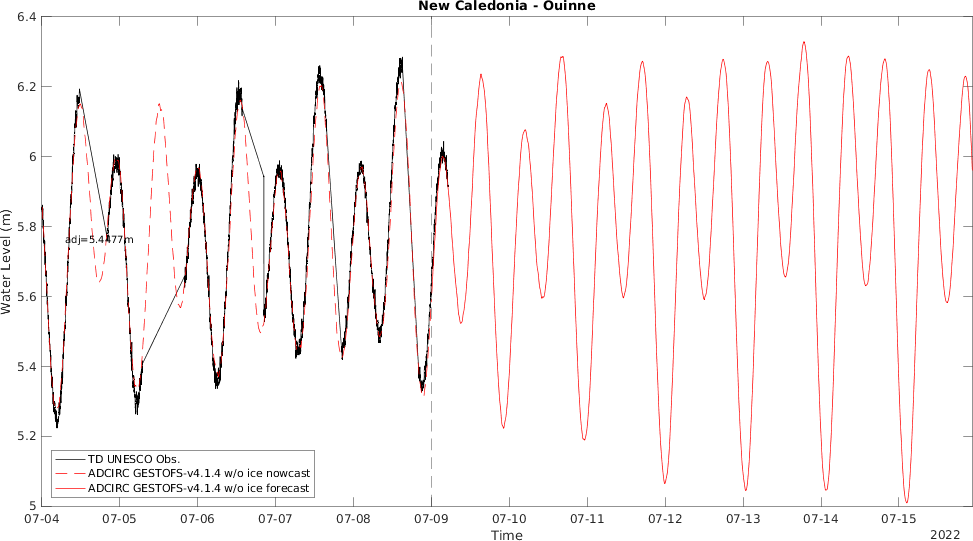 New Caledonia - Ouinne
6.4
6.2
6
5.8
5.6
5.4
5.2
5
Water Level (m)
adj=5.4477m
TD UNESCO Obs.
ADCIRC GESTOFS-v4.1.4 w/o ice nowcast
ADCIRC GESTOFS-v4.1.4 w/o ice forecast
07-04 07-05 07-06 07-07 07-08 07-09 07-10 07-11 07-12 07-13 07-14 07-15
Time
2022